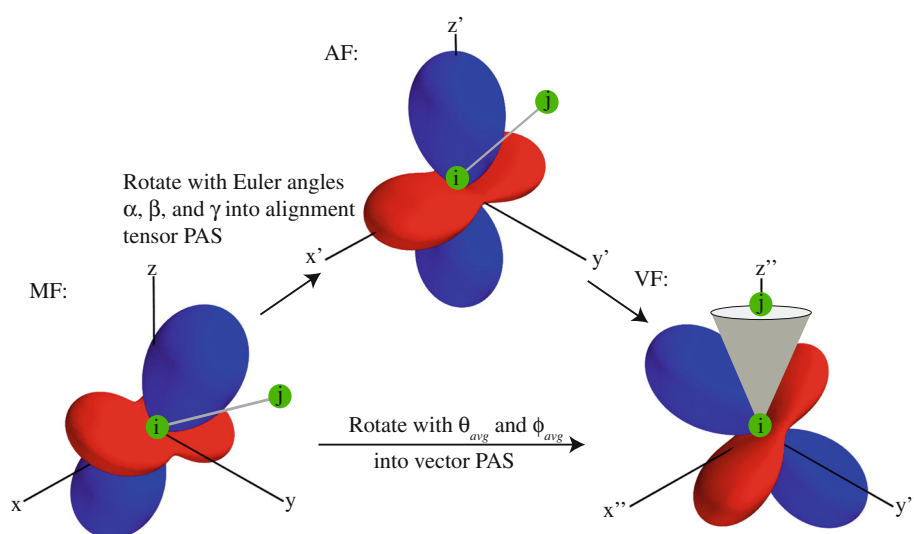 AF:
z'
j
i
Rotate with Euler angles
α, β, and γ into alignment
tensor PAS
x'
y'
MF:
z
VF:
z''
j
j
i
i
Rotate with θavg and ϕavg
into vector PAS
x
y
x''
y'